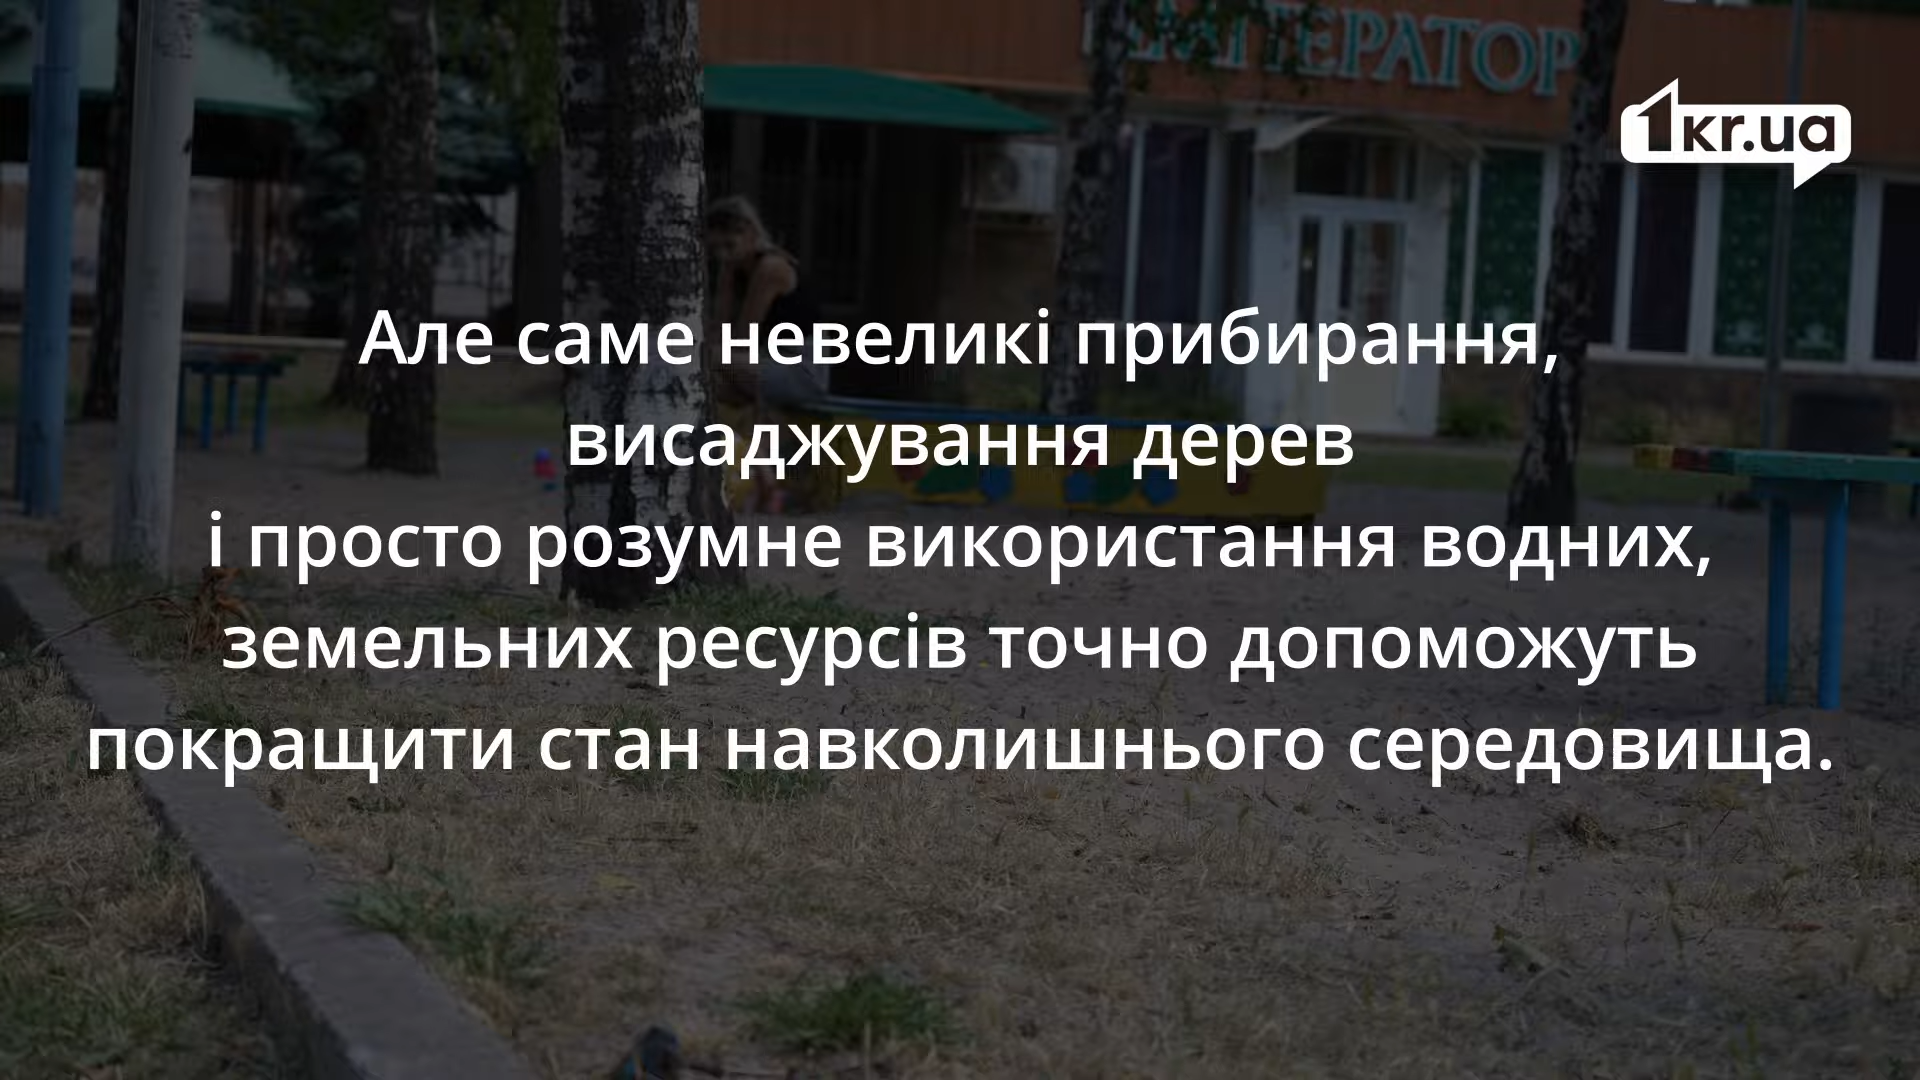 1kr.ua
Але саме невеликі прибирання,
висаджування дерев
і просто розумне використання водних,
земельних ресурсів точно допоможуть
покращити стан навколишнього середовища.